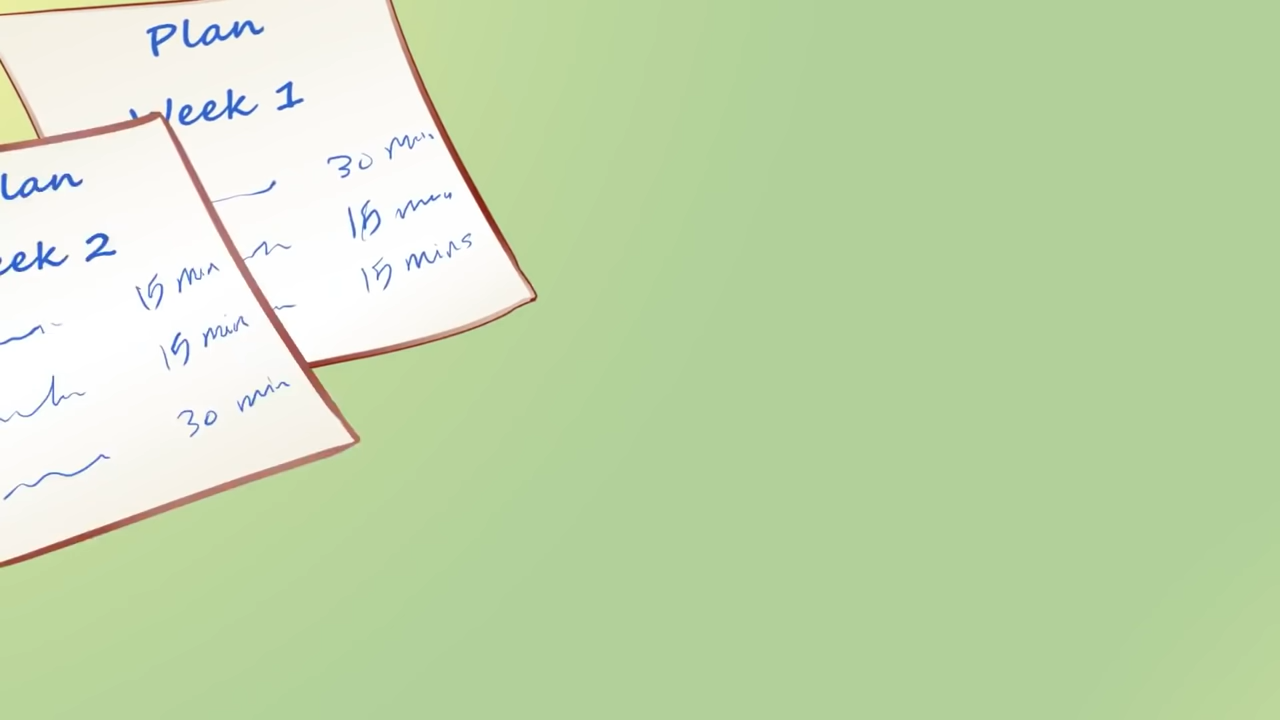 Plan
Week 1
30 min
15 min
15 mins
lan
eek 2
15 min
15 min
30 min